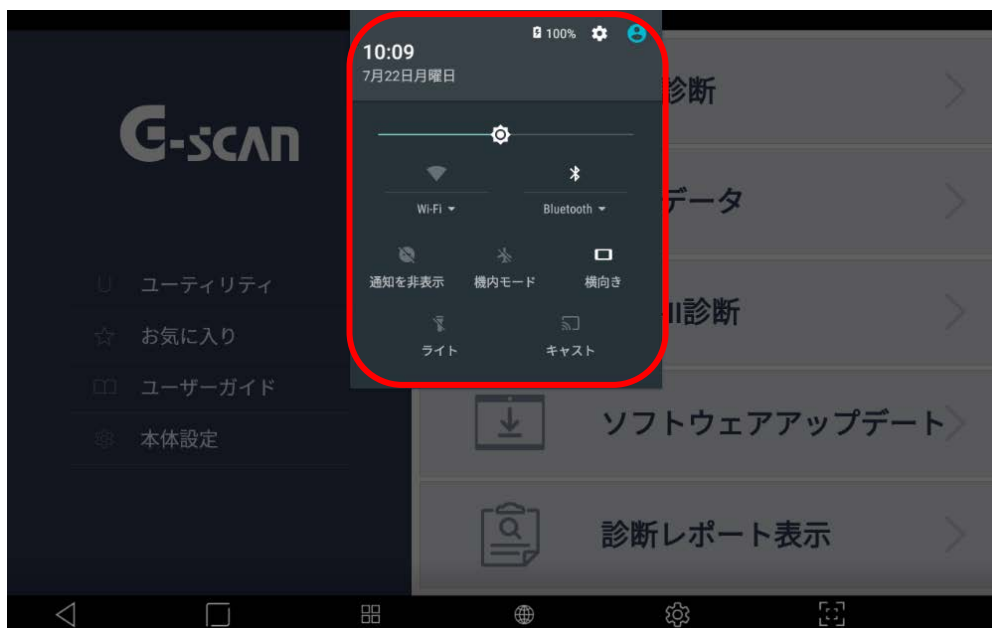 100%
10:09
7月22日月曜日
G-scan
Wi-Fi
Bluetooth
通知を非表示
機内モード
横向き
ライト
キャスト
ユーティリティ
お気に入り
ユーザーガイド
本体設定
診断
データ
II診断
ソフトウェアアップデート
診断レポート表示